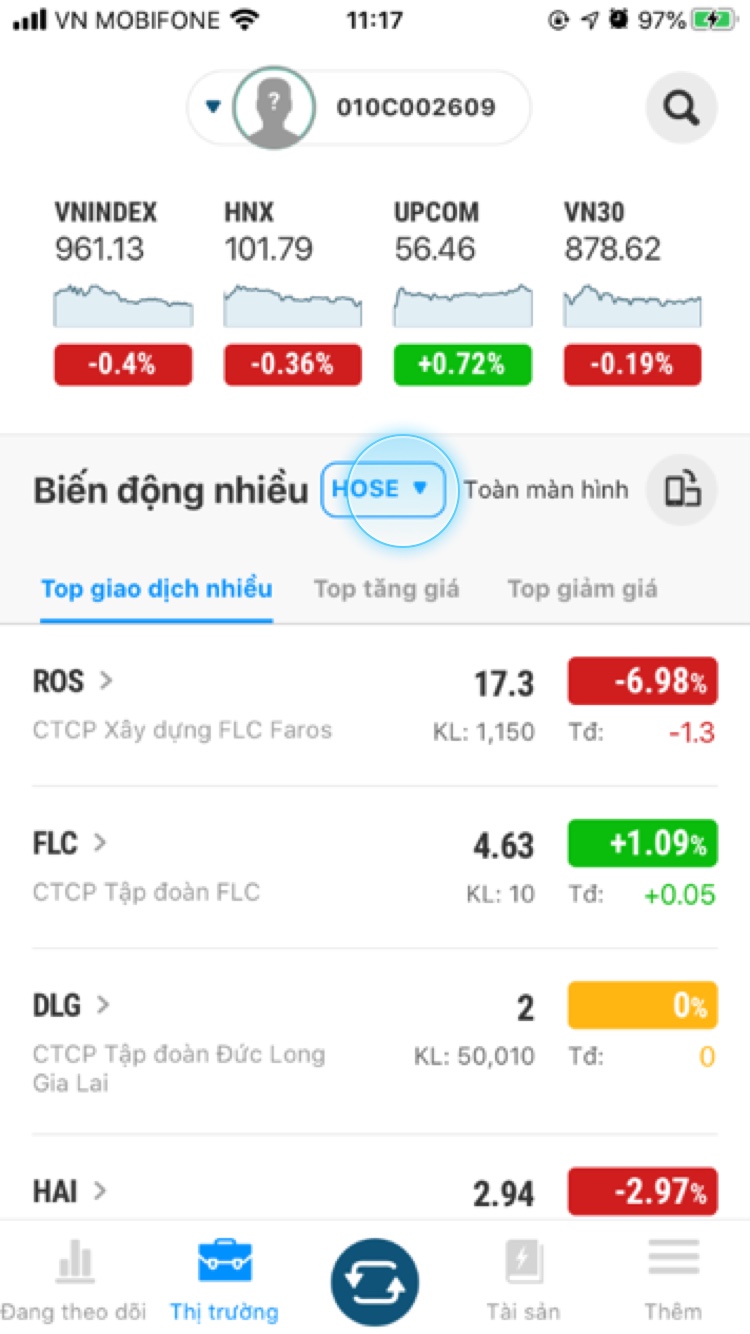 VN MOBIFONE 11:17 97%
? 010C002609
VNINDEX HNX UPCOM VN30
961.13 101.79 56.46 878.62
-0.4% -0.36% +0.72% -0.19%
Biến động nhiều HOSE ▼ Toàn màn hình
Top giao dịch nhiều Top tăng giá Top giảm giá
ROS > 17.3 -6.98%
CTCP Xây dựng FLC Faros KL: 1,150 Tđ: -1.3
FLC > 4.63 +1.09%
CTCP Tập đoàn FLC KL: 10 Tđ: +0.05
DLG > 2 0%
CTCP Tập đoàn Đức Long KL: 50,010 Tđ: 0
Gia Lai
HAI > 2.94 -2.97%
Đang theo dõi Thị trường Tài sản Thêm